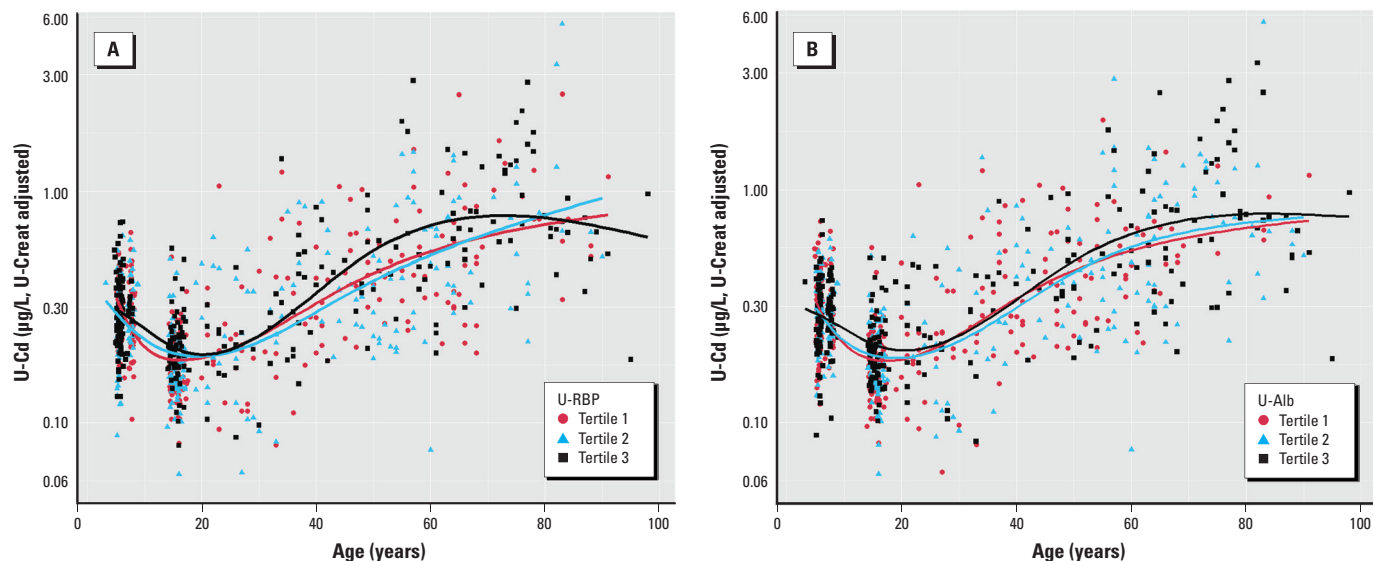 A
U-Cd (µg/L, U-Creat adjusted)
6.00
3.00
1.00
0.30
0.10
0.06
U-RBP
Tertile 1
Tertile 2
Tertile 3
0 20 40 60 80 100
Age (years)
B
U-Cd (µg/L, U-Creat adjusted)
6.00
3.00
1.00
0.30
0.10
0.06
U-Alb
Tertile 1
Tertile 2
Tertile 3
0 20 40 60 80 100
Age (years)